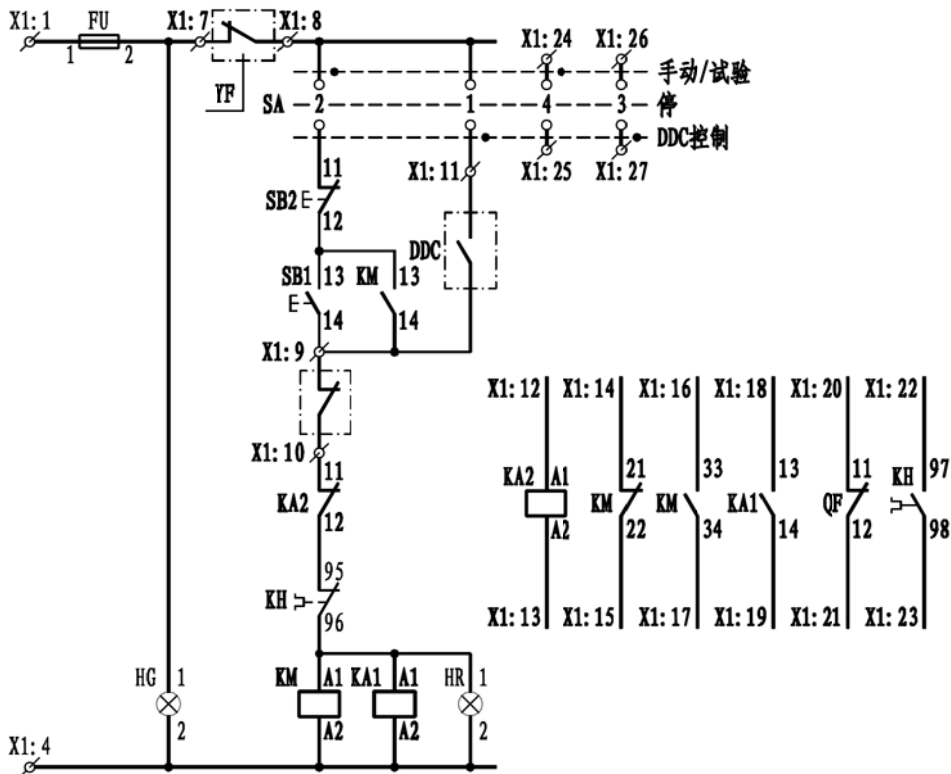 X1:1 FU X1:7 X1:8
1 2
X1:24 X1:26
手动/试验
YF
SA 2 1 4 3 停
DDC控制
11 X1:11 X1:25 X1:27
SB2
12
DDC
SB1 13 KM 13
14 14
X1:9
X1:12 X1:14 X1:16 X1:18 X1:20 X1:22
X1:10
11
KA2
12
KA2 A1
A2
KM 21
22
KM 33
34
KA1 13
14
QF 11
12
KH 97
98
95
KH
96
X1:13 X1:15 X1:17 X1:19 X1:21 X1:23
HG 1
2
KM A1
A2
KA1 A1
A2
HR 1
2
X1:4